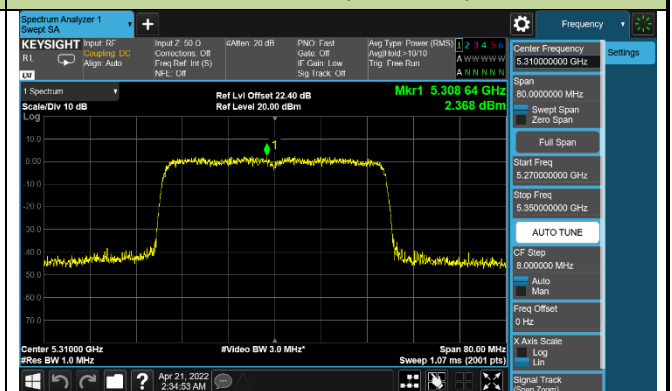 Spectrum Analyzer 1
Swept SA
Frequency
KEYSIGHT
RL
LXI
Input: RF
Coupling: DC
Align: Auto
Input Z: 50 Ω
Corrections: Off
Freq Ref: Int (S)
NFE: Off
#Atten: 20 dB
PNO: Fast
Gate: Off
IF Gain: Low
Sig Track: Off
Avg Type: Power (RMS)
Avg|Hold:>10/10
Trig: Free Run
1 2 3 4 5 6
A W W W W W
A N N N N N
Center Frequency
5.310000000 GHz
Settings
Span
80.0000000 MHz
Swept Span
Zero Span
Full Span
Start Freq
5.270000000 GHz
Stop Freq
5.350000000 GHz
AUTO TUNE
CF Step
8.000000 MHz
Auto
Man
Freq Offset
0 Hz
X Axis Scale
Log
Lin
Signal Track
(Span Zoom)
1 Spectrum
Scale/Div 10 dB
Log
Ref Lvl Offset 22.40 dB
Ref Level 20.00 dBm
Mkr1 5.308 64 GHz
2.368 dBm
1
10.0
0.00
-10.0
-20.0
-30.0
-40.0
-50.0
-60.0
-70.0
Center 5.31000 GHz
#Res BW 1.0 MHz
#Video BW 3.0 MHz*
Span 80.00 MHz
Sweep 1.07 ms (2001 pts)
?
Apr 21, 2022
2:34:53 AM